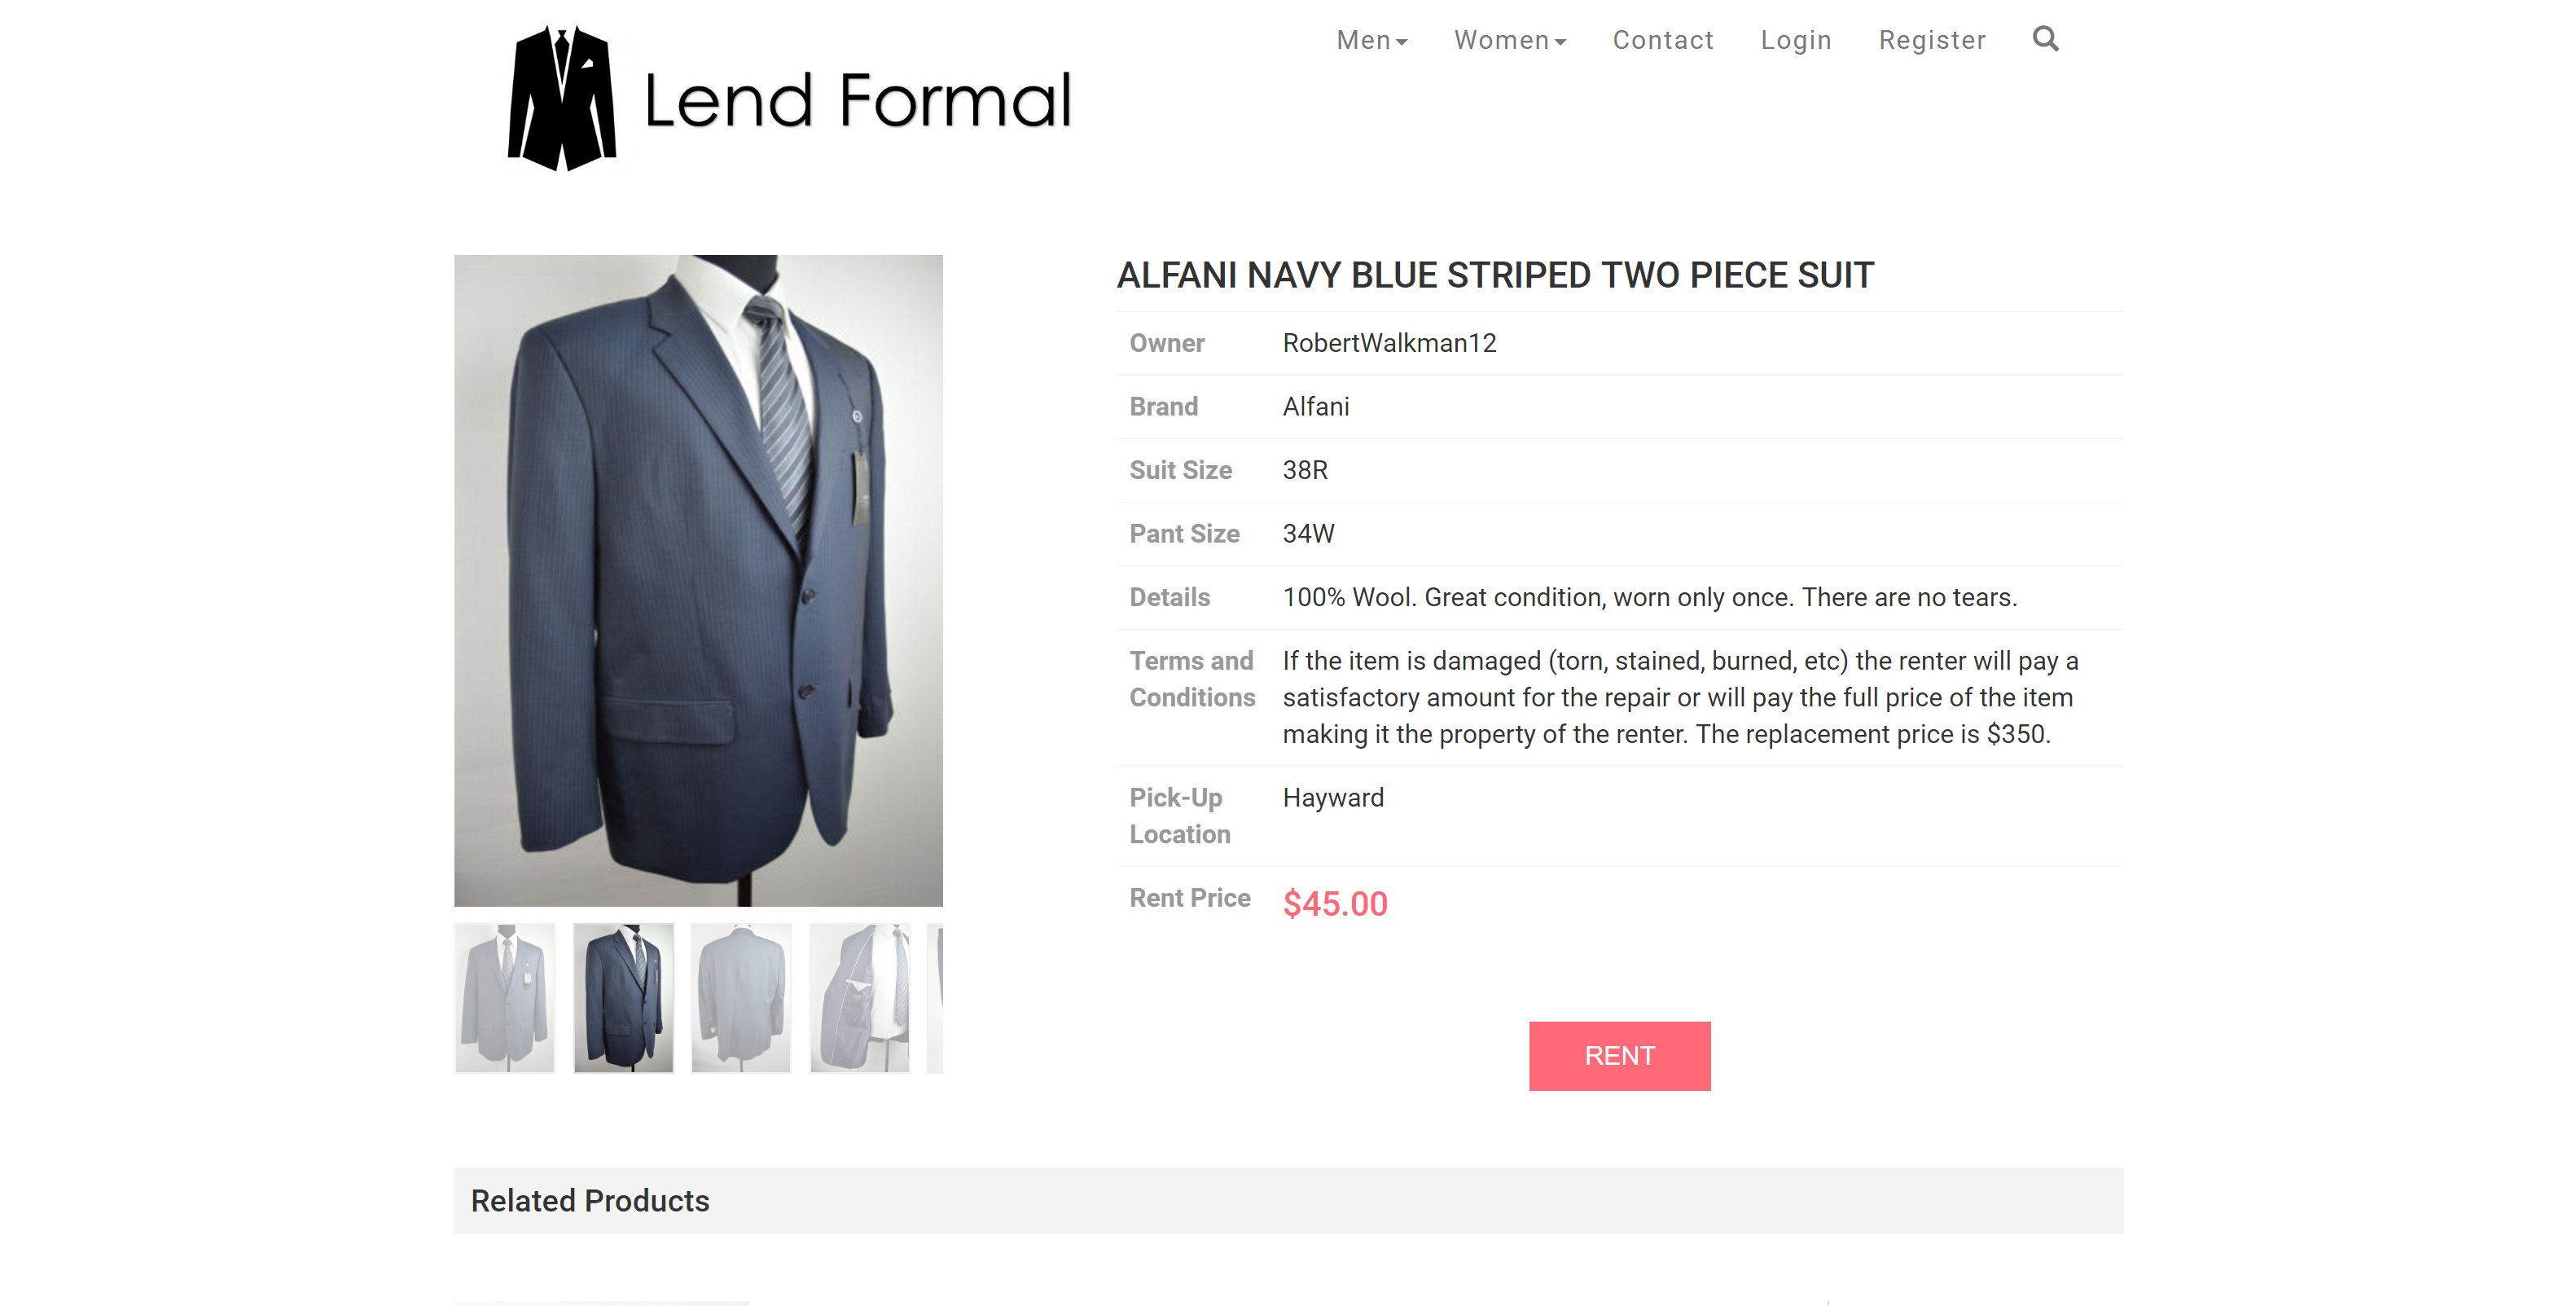 Lend Formal
Men
Women
Contact
Login
Register
ALFANI NAVY BLUE STRIPED TWO PIECE SUIT
Owner RobertWalkman12
Brand Alfani
Suit Size 38R
Pant Size 34W
Details 100% Wool. Great condition, worn only once. There are no tears.
Terms and Conditions
If the item is damaged (torn, stained, burned, etc) the renter will pay a
satisfactory amount for the repair or will pay the full price of the item
making it the property of the renter. The replacement price is $350.
Pick-Up Location
Hayward
Rent Price $45.00
RENT
Related Products